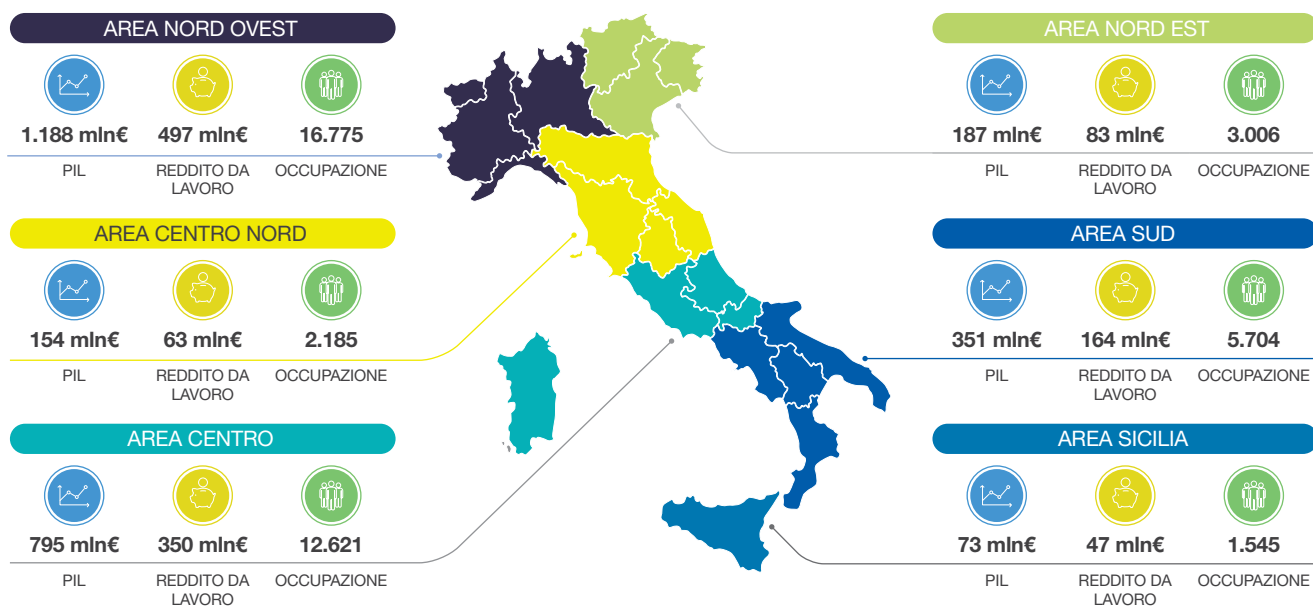 AREA NORD OVEST
1.188 mln€ 497 mln€ 16.775
PIL REDDITO DA OCCUPAZIONE
LAVORO
AREA CENTRO NORD
154 mln€ 63 mln€ 2.185
PIL REDDITO DA OCCUPAZIONE
LAVORO
AREA CENTRO
795 mln€ 350 mln€ 12.621
PIL REDDITO DA OCCUPAZIONE
LAVORO
AREA NORD EST
187 mln€ 83 mln€ 3.006
PIL REDDITO DA OCCUPAZIONE
LAVORO
AREA SUD
351 mln€ 164 mln€ 5.704
PIL REDDITO DA OCCUPAZIONE
LAVORO
AREA SICILIA
73 mln€ 47 mln€ 1.545
PIL REDDITO DA OCCUPAZIONE
LAVORO